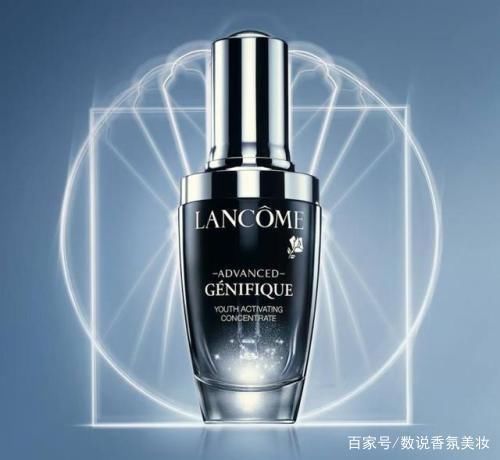 LANCÔME
-ADVANCED-
GÉNIFIQUE
YOUTH ACTIVATING
CONCENTRATE
百家号/数说香氛美妆